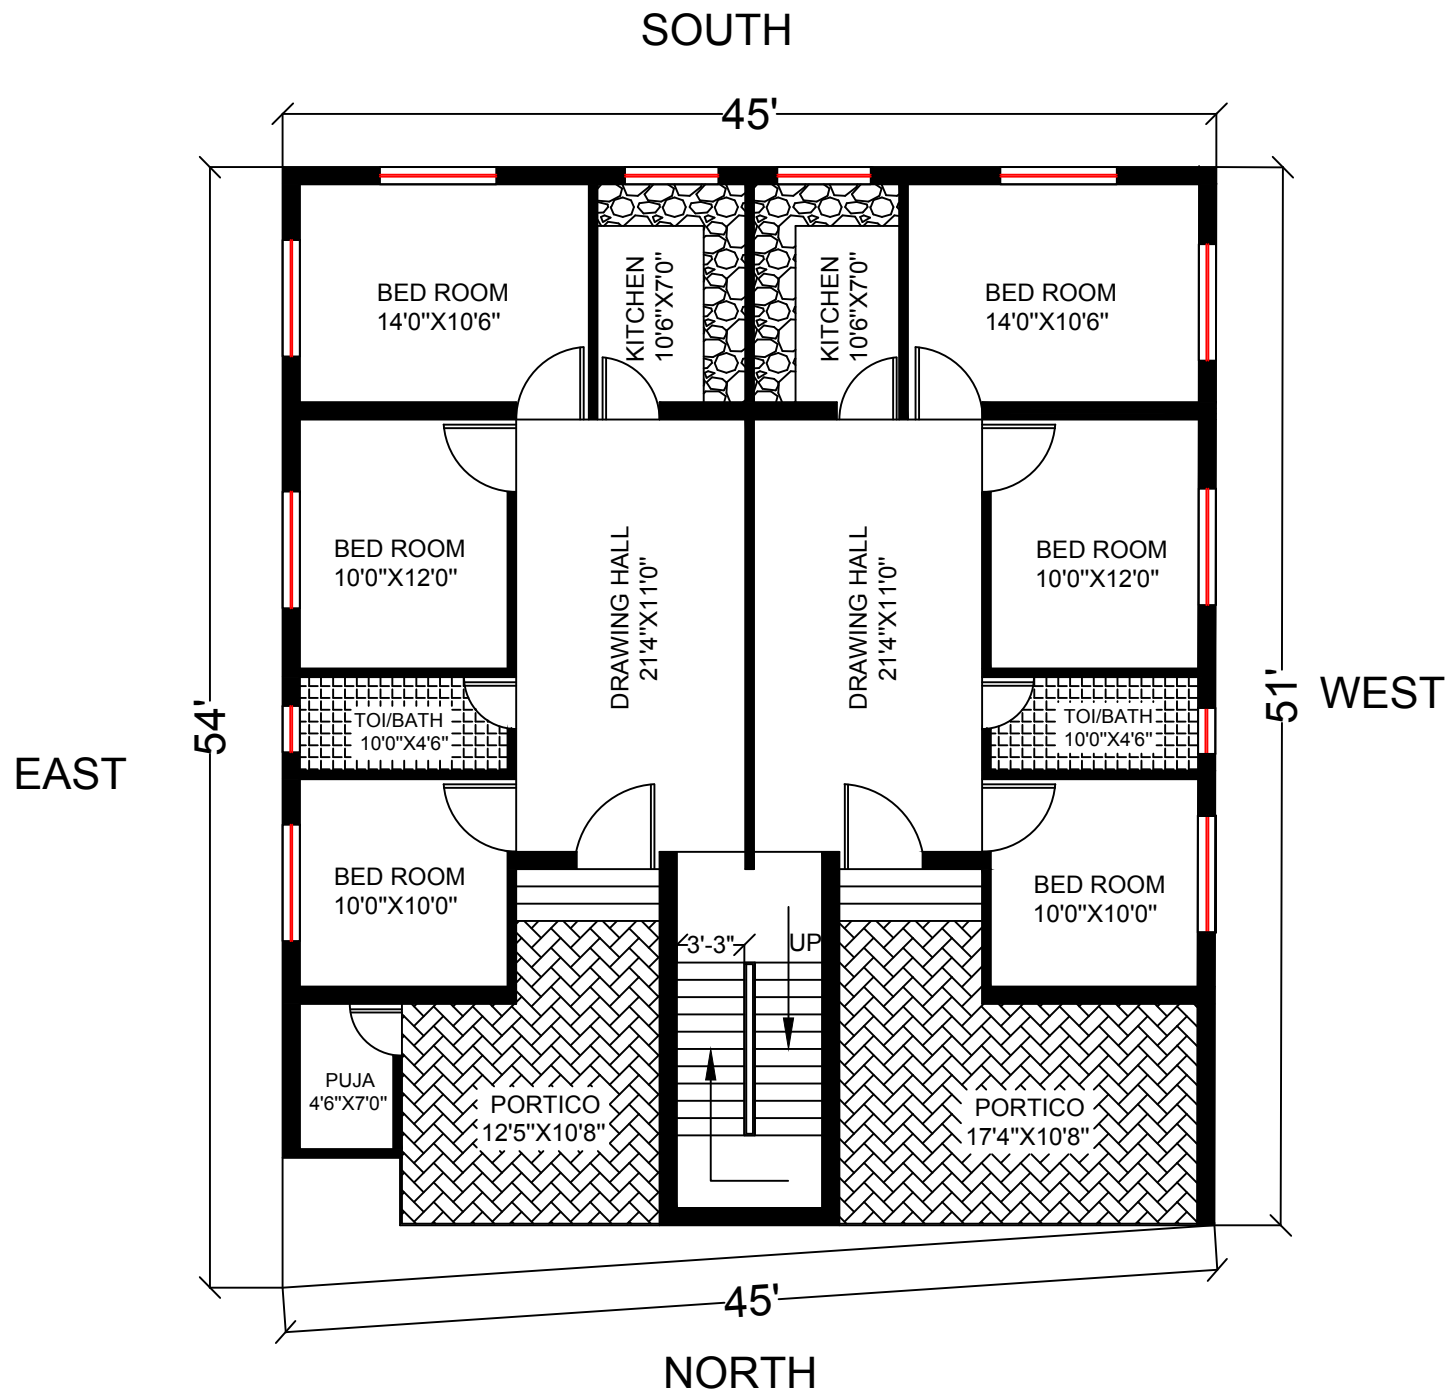 SOUTH
45'
BED ROOM
14'0"X10'6"
KITCHEN
10'6"X7'0"
KITCHEN
10'6"X7'0"
BED ROOM
14'0"X10'6"
BED ROOM
10'0"X12'0"
DRAWING HALL
21'4"X11'0"
DRAWING HALL
21'4"X11'0"
BED ROOM
10'0"X12'0"
54'
51'
WEST
EAST
TOI/BATH
10'0"X4'6"
TOI/BATH
10'0"X4'6"
BED ROOM
10'0"X10'0"
BED ROOM
10'0"X10'0"
3'-3"
UP
PUJA
4'6"X7'0"
PORTICO
12'5"X10'8"
PORTICO
17'4"X10'8"
45'
NORTH